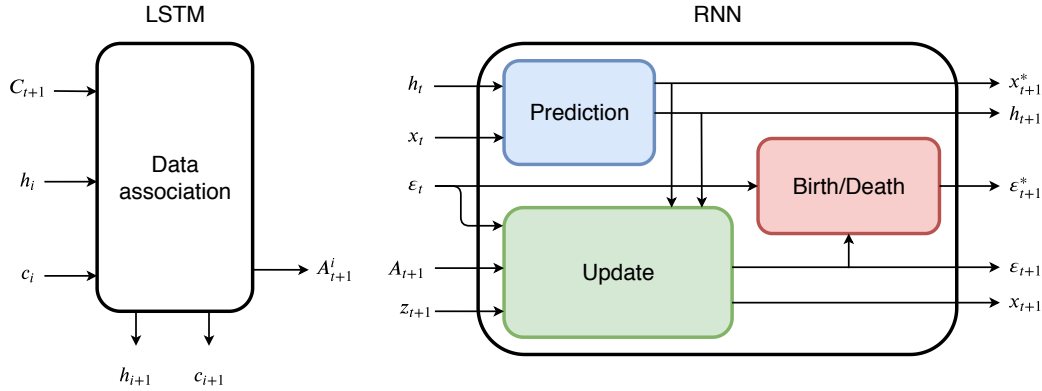 LSTM
C_{t+1}
h_i
c_i
Data
association
A^i_{t+1}
h_{i+1}
c_{i+1}
RNN
h_t
x_t
ε_t
A_{t+1}
z_{t+1}
Prediction
Birth/Death
Update
x^*_{t+1}
h_{t+1}
ε^*_{t+1}
ε_{t+1}
x_{t+1}